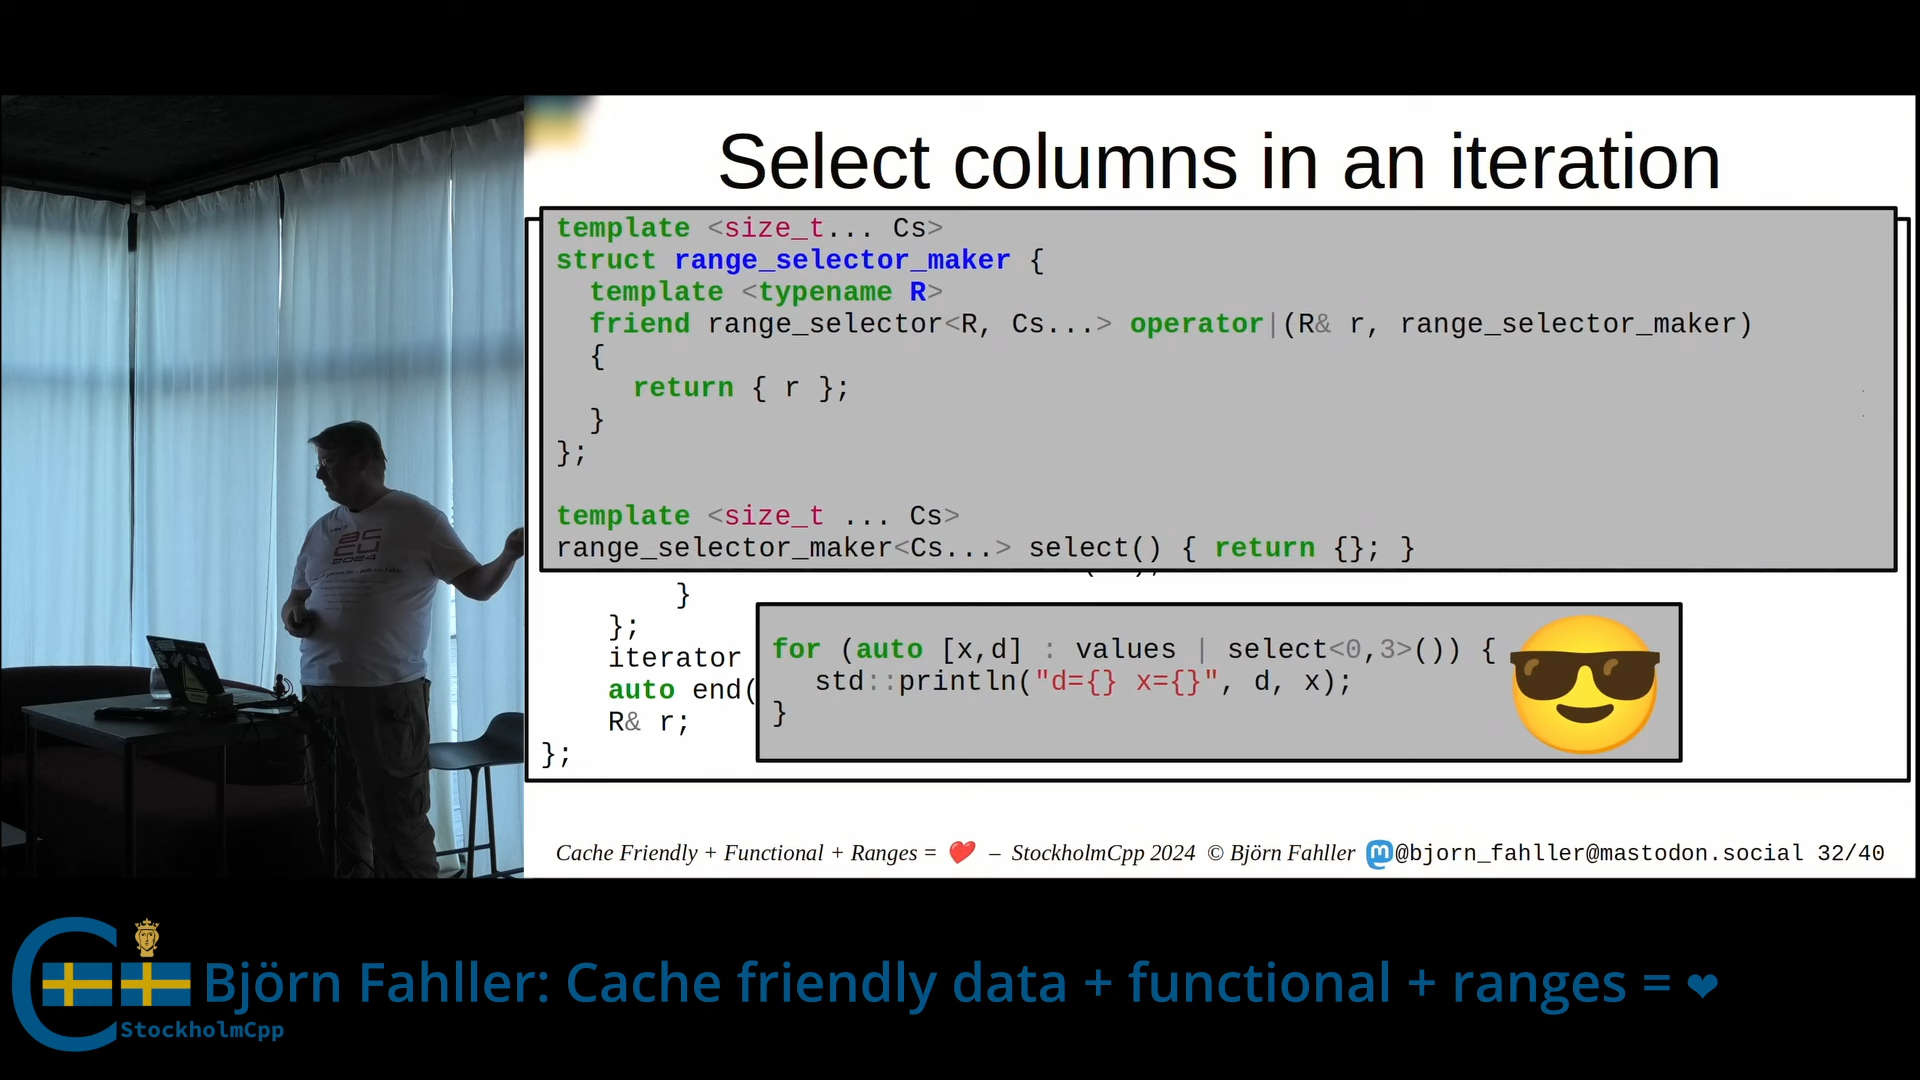 Select columns in an iteration
template <size_t... Cs>
struct range_selector_maker {
  template <typename R>
  friend range_selector<R, Cs...> operator|(R& r, range_selector_maker)
  {
    return { r };
  }
};
template <size_t ... Cs>
range_selector_maker<Cs...> select() { return {}; }
}
};
iterator
auto end(
R& r;
};
for (auto [x,d] : values | select<0,3>()) {
  std::println("d={} x={}", d, x);
}
Cache Friendly + Functional + Ranges = ❤️ – StockholmCpp 2024 © Björn Fahller @bjorn_fahller@mastodon.social 32/40
accu
2024
Björn Fahller: Cache friendly data + functional + ranges = ❤
StockholmCpp